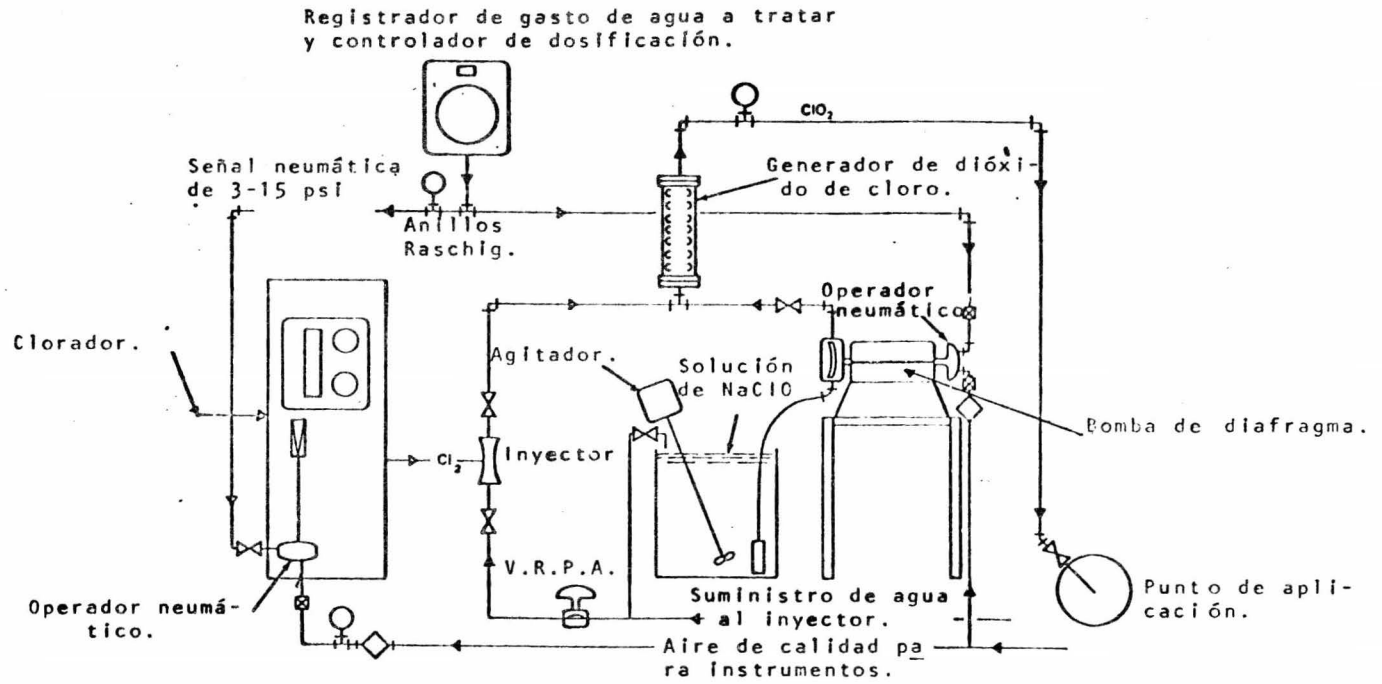 Registrador de gasto de agua a tratar
y controlador de dosificación.
ClO₂
Señal neumática
de 3-15 psi
Generador de dióxi-
do de cloro.
Anillos
Raschig.
Operador
neumático
Clorador.
Agitador.
Solución
de NaClO
Bomba de diafragma.
Cl₂
Inyector
V.R.P.A.
Suministro de agua
al inyector.
Punto de apli-
cación.
Operador neumá-
tico.
Aire de calidad pa
ra instrumentos.